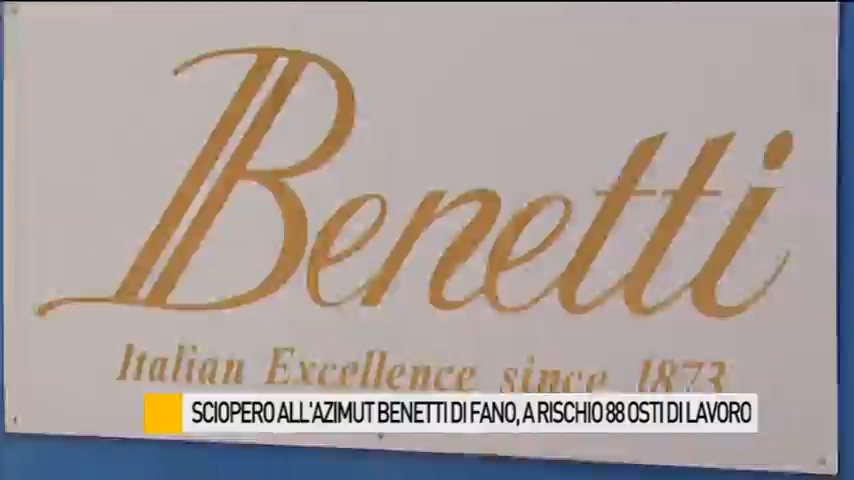 Benetti
Italian Excellence since 1873
SCIOPERO ALL'AZIMUT BENETTI DI FANO, A RISCHIO 88 OSTI DI LAVORO